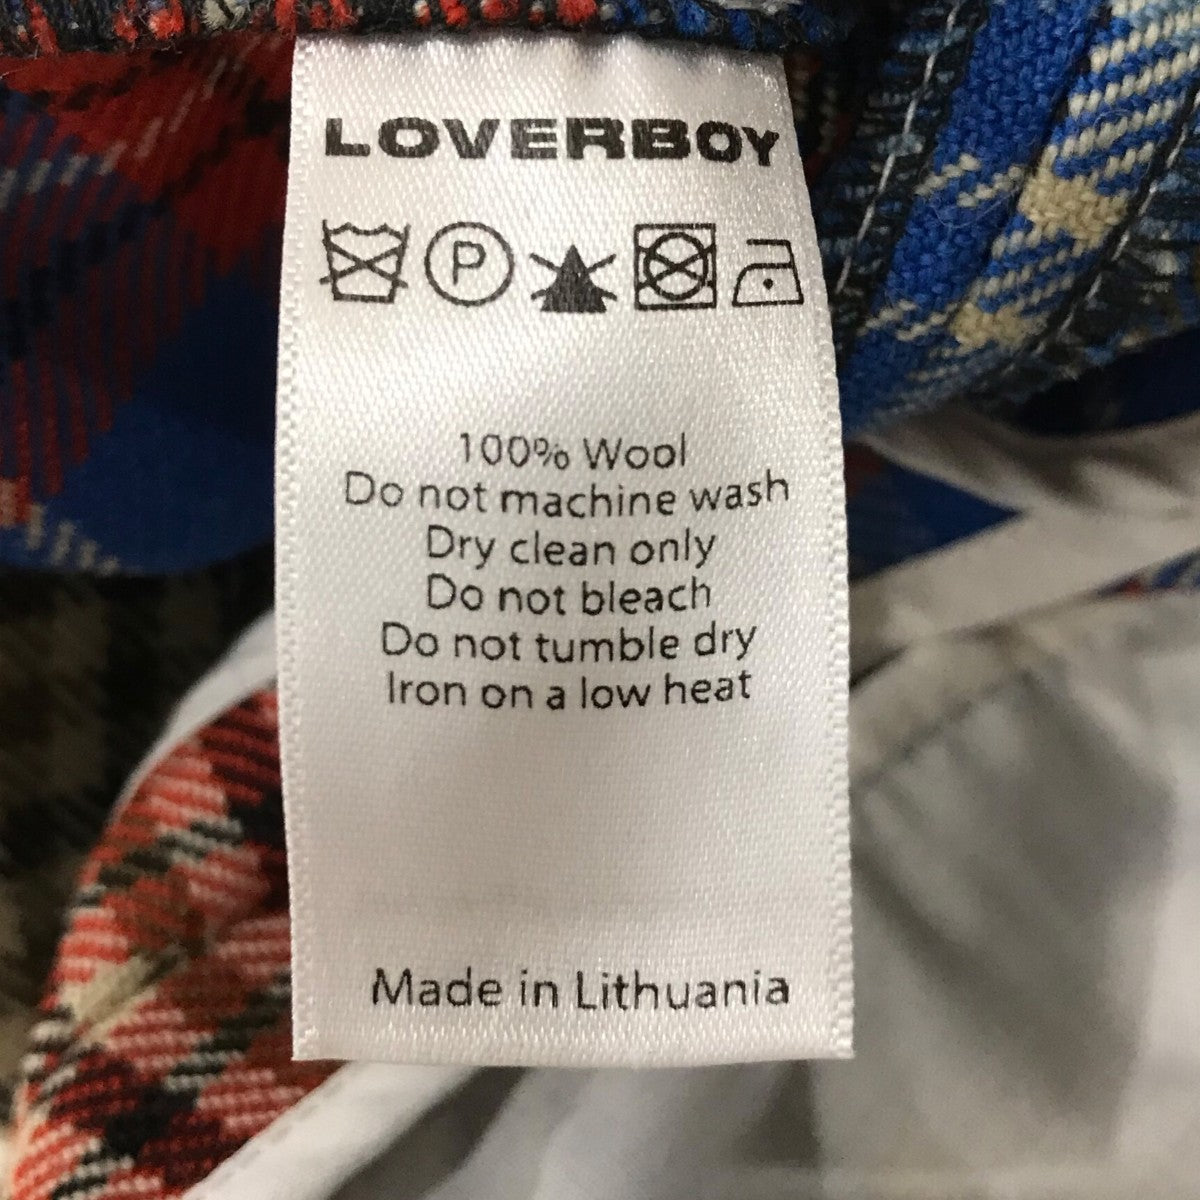 LOVERBOY
P
100% Wool
Do not machine wash
Dry clean only
Do not bleach
Do not tumble dry
Iron on a low heat
Made in Lithuania